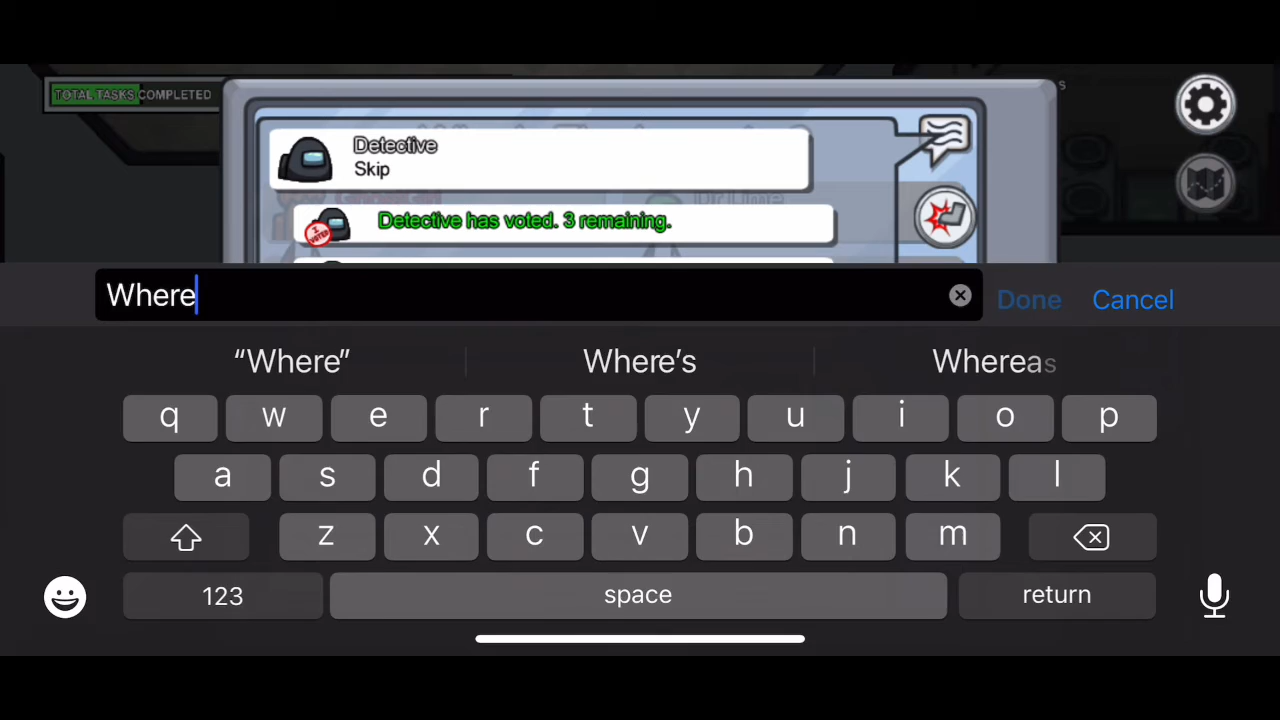 TOTAL TASKS COMPLETED
s
Detective
Skip
I VOTED
Detective has voted. 3 remaining.
Where
Done Cancel
“Where” Where’s Whereas
q w e r t y u i o p
a s d f g h j k l
z x c v b n m
123 space return